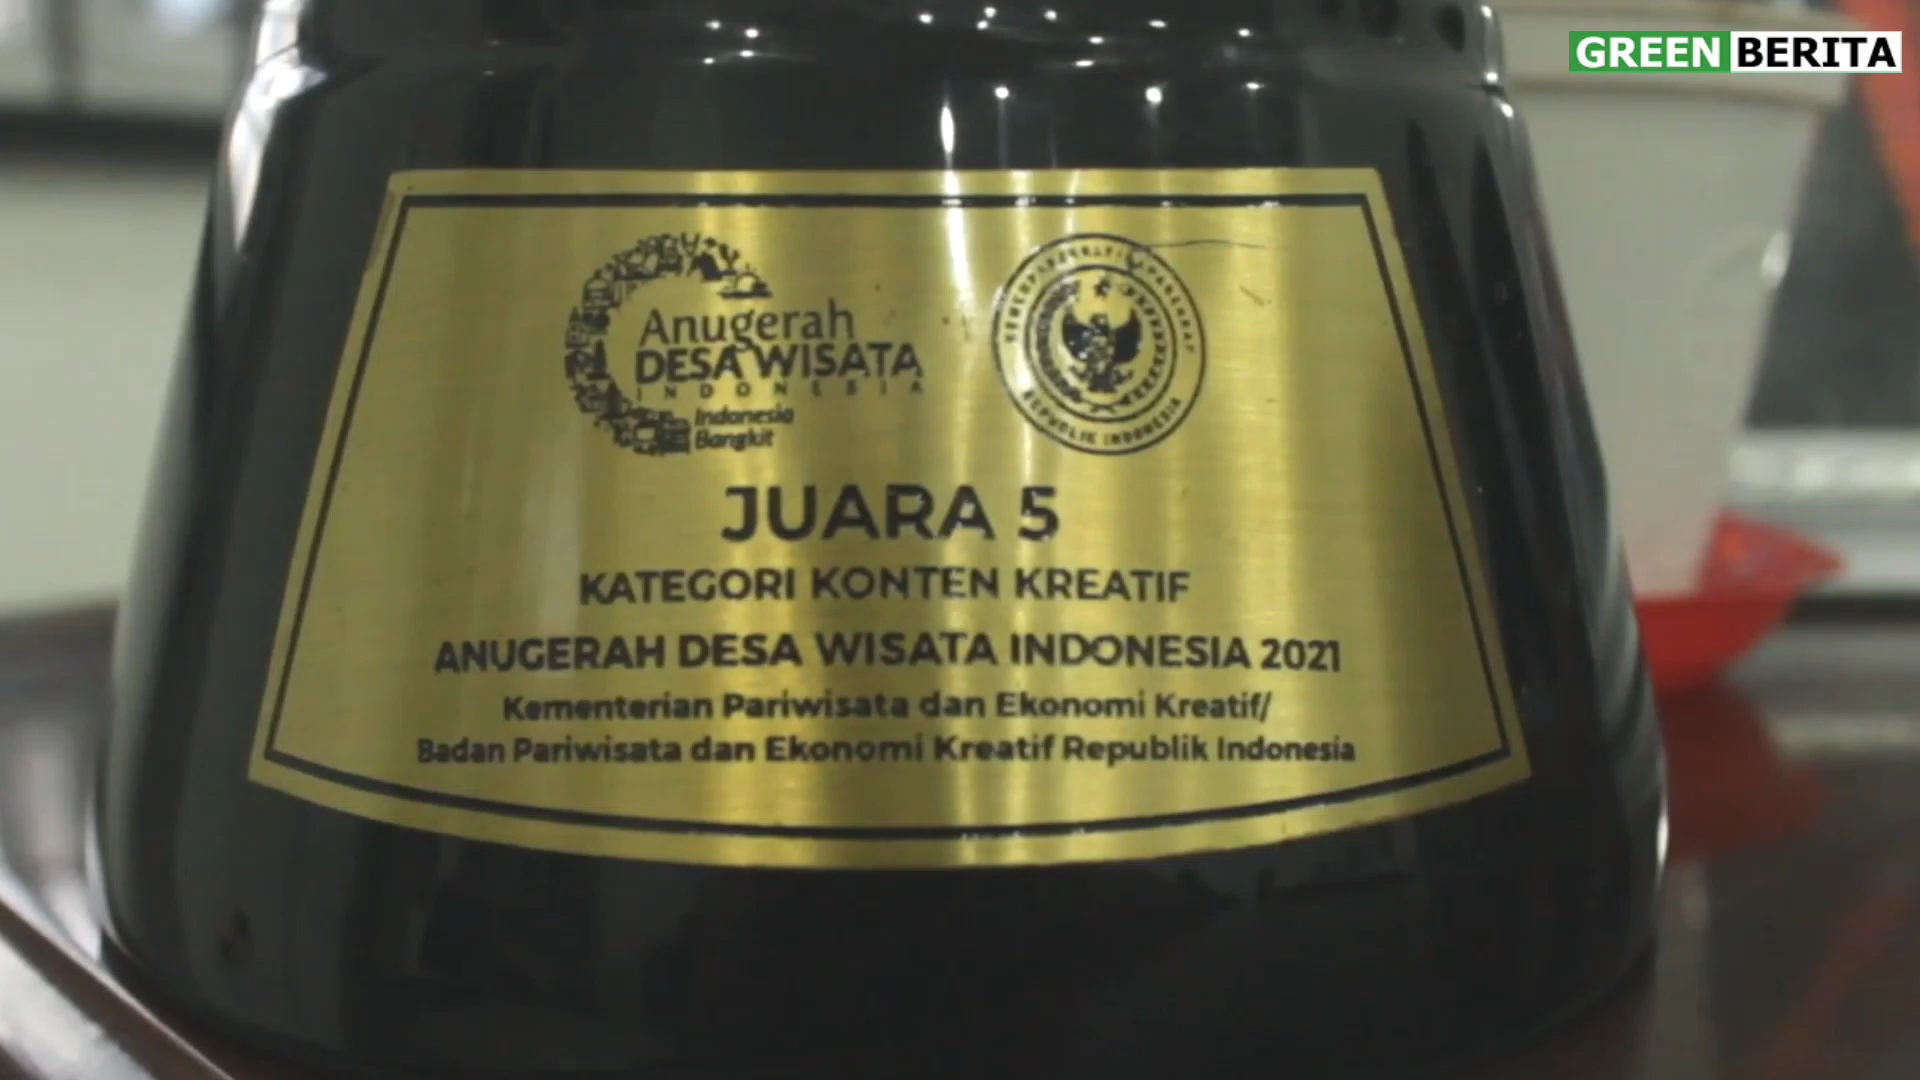 GREEN BERITA
Anugerah
DESA WISATA
INDONESIA
Indonesia
Bangkit
REPUBLIK INDONESIA
JUARA 5
KATEGORI KONTEN KREATIF
ANUGERAH DESA WISATA INDONESIA 2021
Kementerian Pariwisata dan Ekonomi Kreatif/
Badan Pariwisata dan Ekonomi Kreatif Republik Indonesia